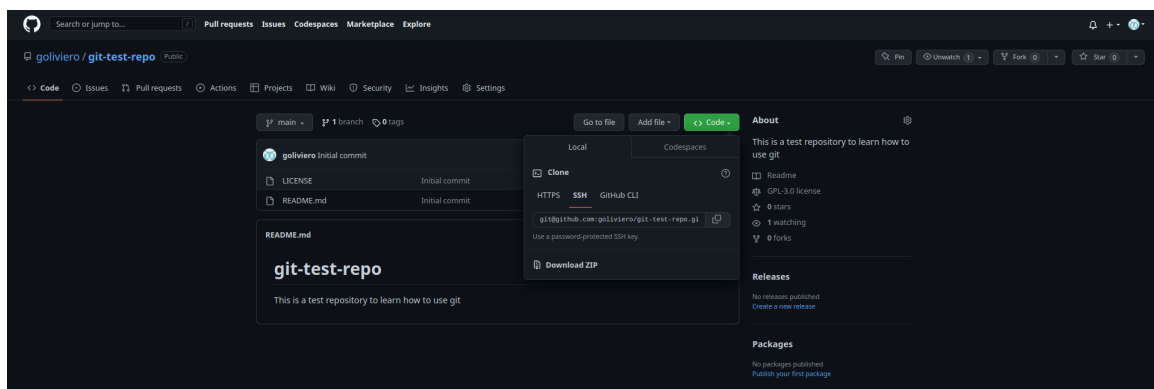 Search or jump to... /
Pull requests Issues Codespaces Marketplace Explore
goliviero / git-test-repo Public
Pin Unwatch 1 Fork 0 Star 0
Code Issues Pull requests Actions Projects Wiki Security Insights Settings
main 1 branch 0 tags
Go to file Add file Code
goliviero Initial commit
LICENSE Initial commit
README.md Initial commit
Local Codespaces
Clone
HTTPS SSH GitHub CLI
git@github.com:goliviero/git-test-repo.gi
Use a password-protected SSH key.
Download ZIP
README.md
git-test-repo
This is a test repository to learn how to use git
About
This is a test repository to learn how to
use git
Readme
GPL-3.0 license
0 stars
1 watching
0 forks
Releases
No releases published
Create a new release
Packages
No packages published
Publish your first package